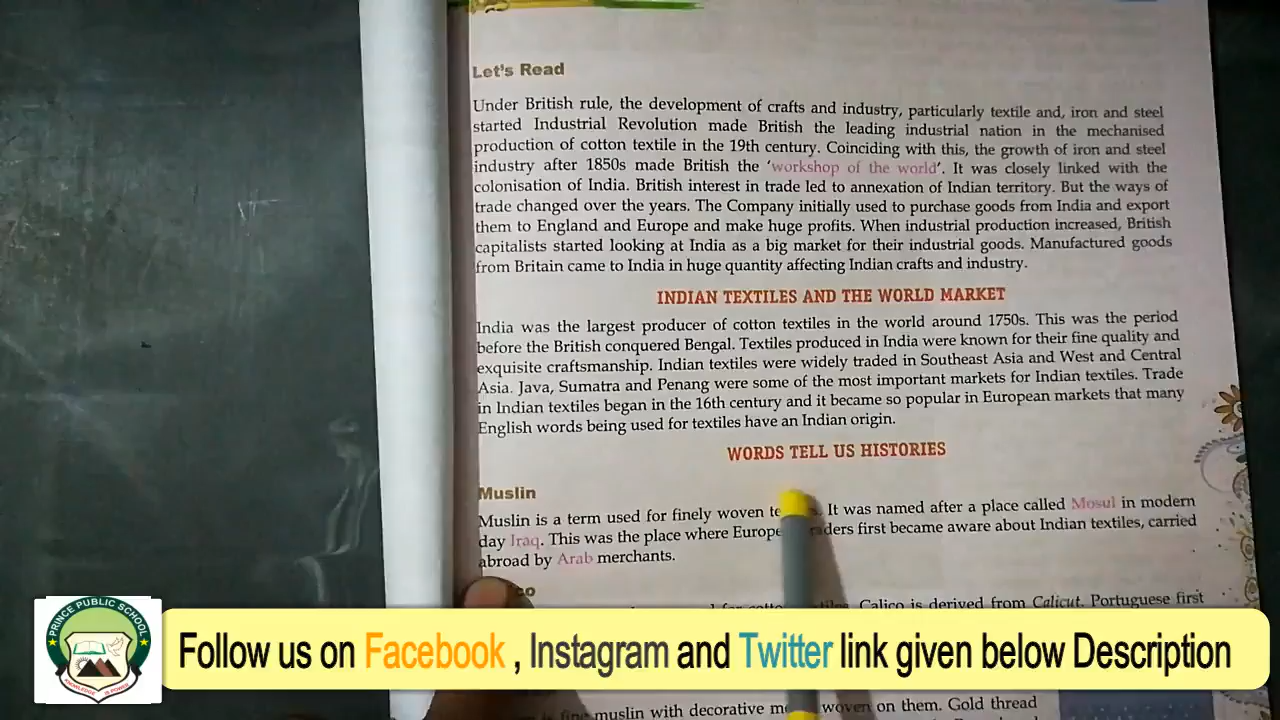 Let's Read
Under British rule, the development of crafts and industry, particularly textile and, iron and steel
started Industrial Revolution made British the leading industrial nation in the mechanised
production of cotton textile in the 19th century. Coinciding with this, the growth of iron and steel
industry after 1850s made British the 'workshop of the world'. It was closely linked with the
colonisation of India. British interest in trade led to annexation of Indian territory. But the ways of
trade changed over the years. The Company initially used to purchase goods from India and export
them to England and Europe and make huge profits. When industrial production increased, British
capitalists started looking at India as a big market for their industrial goods. Manufactured goods
from Britain came to India in huge quantity affecting Indian crafts and industry.
INDIAN TEXTILES AND THE WORLD MARKET
India was the largest producer of cotton textiles in the world around 1750s. This was the period
before the British conquered Bengal. Textiles produced in India were known for their fine quality and
exquisite craftsmanship. Indian textiles were widely traded in Southeast Asia and West and Central
Asia. Java, Sumatra and Penang were some of the most important markets for Indian textiles. Trade
in Indian textiles began in the 16th century and it became so popular in European markets that many
English words being used for textiles have an Indian origin.
WORDS TELL US HISTORIES
Muslin
Muslin is a term used for finely woven It was named after a place called Mosul in modern
day Iraq. This was the place where first became aware about Indian textiles, carried
abroad by Arab merchants.
Calico is derived from Calicut. Portuguese first
PRINCE PUBLIC SCHOOL
KNOWLEDGE IS POWER
Follow us on Facebook , Instagram and Twitter link given below Description
fine muslin with decorative woven on them. Gold thread